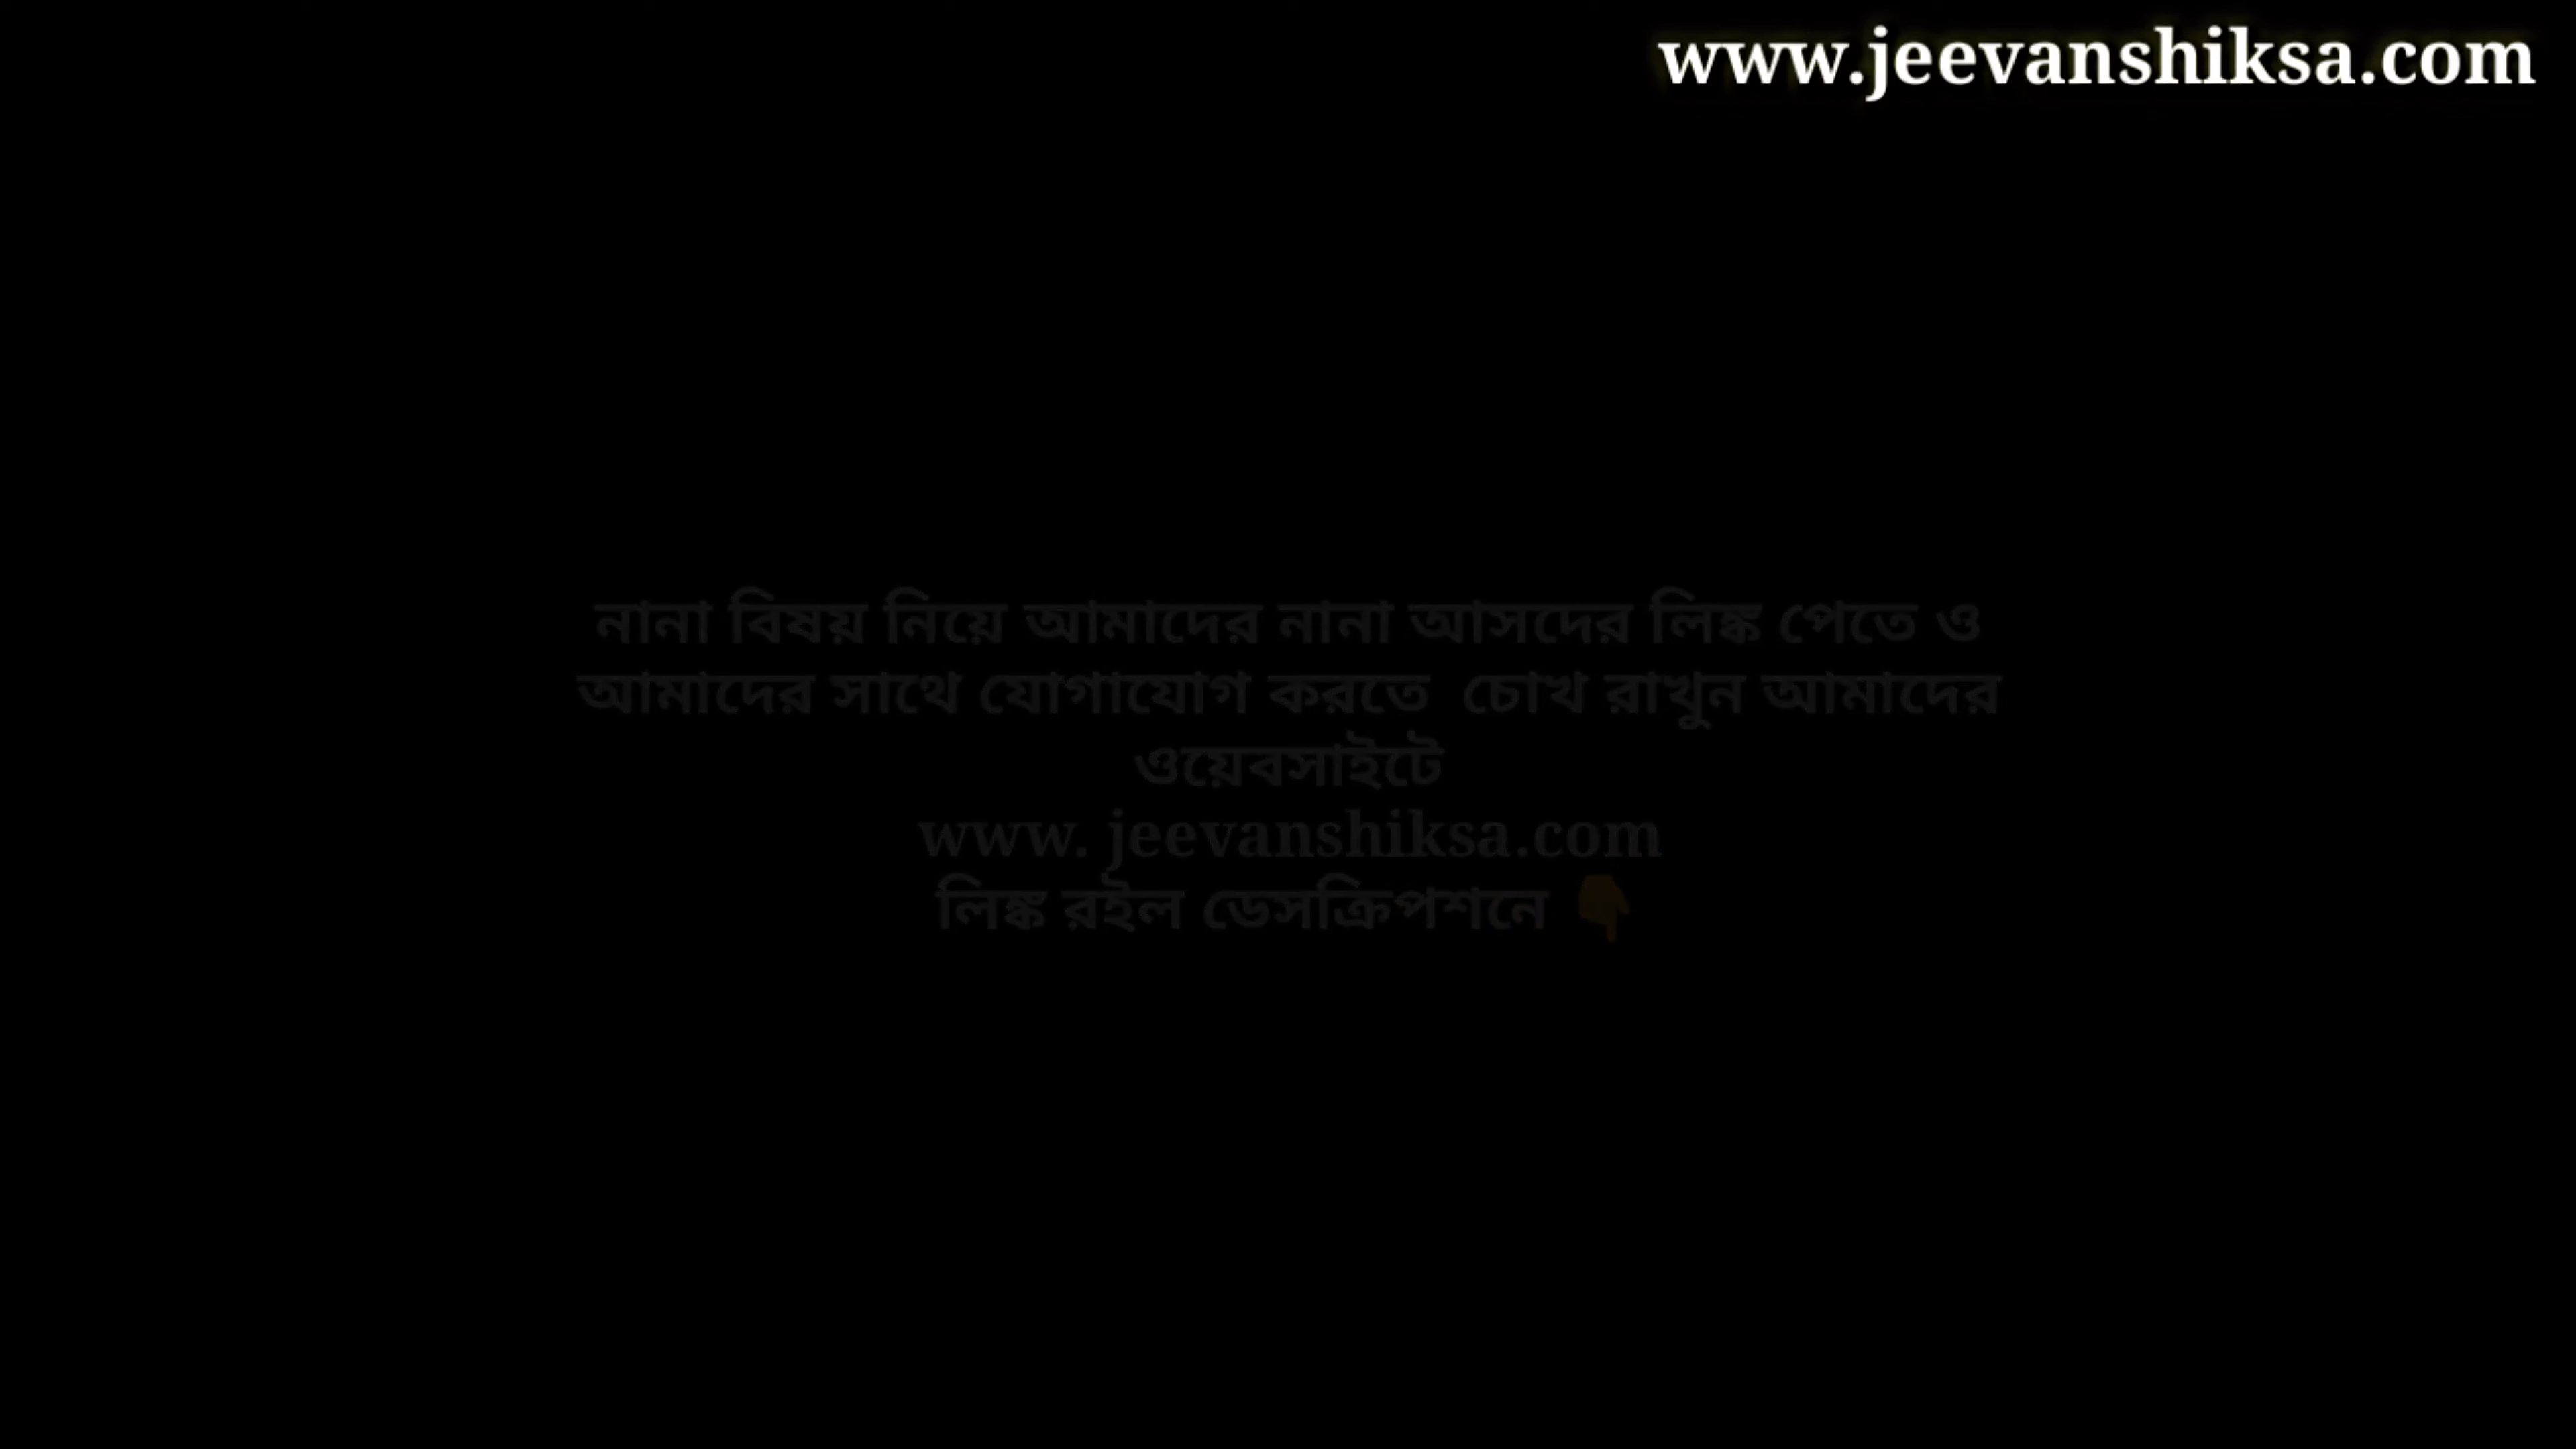 www.jeevanshiksa.com
নানা বিষয় নিয়ে আমাদের নানা আসদের লিঙ্ক পেতে ও
আমাদের সাথে যোগাযোগ করতে চোখ রাখুন আমাদের
ওয়েবসাইটে
www. jeevanshiksa.com
লিঙ্ক রইল ডেসক্রিপশনে 👇